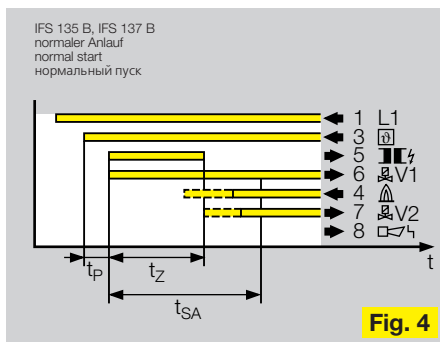 IFS 135 B, IFS 137 B
normaler Anlauf
normal start
нормальный пуск
1 L1
3 ϑ
5
6 V1
4
7 V2
8
t
tP tZ
tSA
Fig. 4